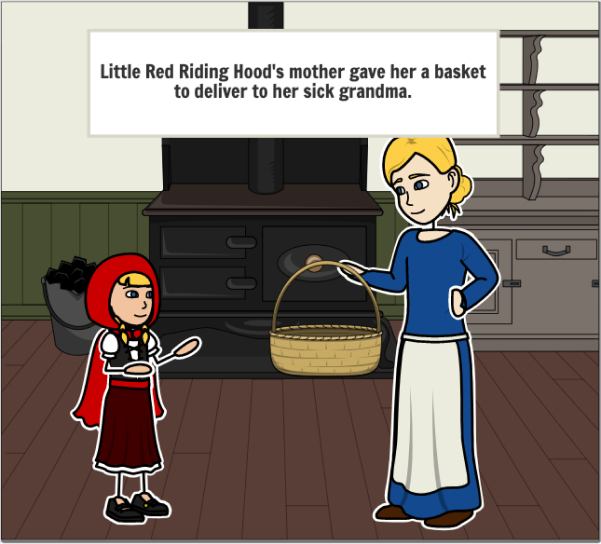 Little Red Riding Hood's mother gave her a basket
to deliver to her sick grandma.